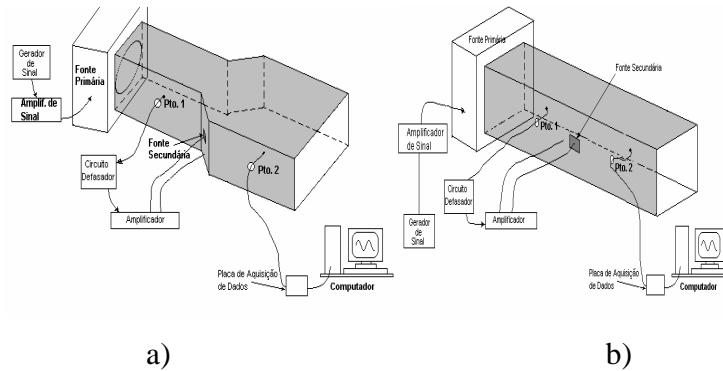 Gerador
de
Sinal
Amplif. de
Sinal
Fonte
Primária
Pto. 1
Fonte
Secundária
Pto. 2
Circuito
Defasador
Amplificador
Placa de Aquisição
de Dados
Computador
a)
Fonte Primária
Fonte Secundária
Pto. 1
Pto. 2
Amplificador
de Sinal
Circuito
Defasador
Gerador
de
Sinal
Amplificador
Placa de Aquisição
de Dados
Computador
b)